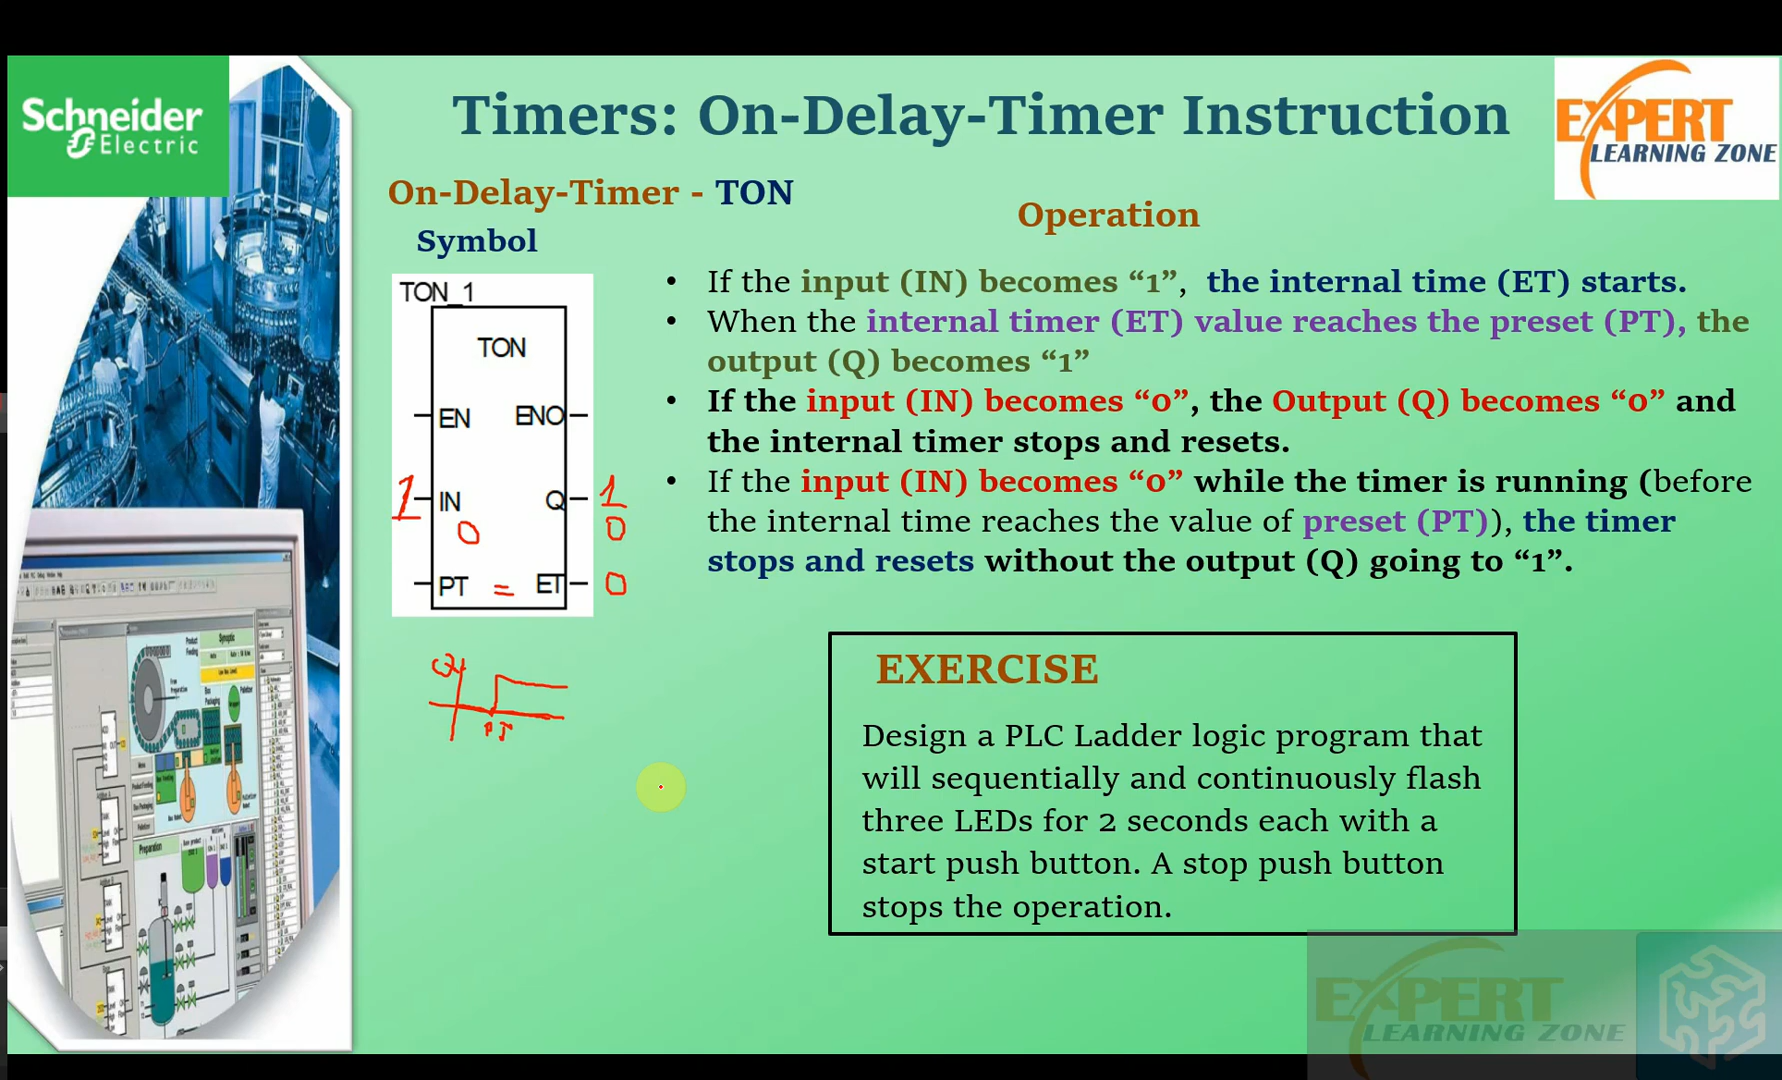 Schneider
Electric
Timers: On-Delay-Timer Instruction
EXPERT
LEARNING ZONE
On-Delay-Timer - TON
Symbol
TON_1
TON
EN ENO
1 IN Q 1
0 0
PT = ET 0
Q
PT
Operation
• If the input (IN) becomes “1”, the internal time (ET) starts.
• When the internal timer (ET) value reaches the preset (PT), the
output (Q) becomes “1”
• If the input (IN) becomes “0”, the Output (Q) becomes “0” and
the internal timer stops and resets.
• If the input (IN) becomes “0” while the timer is running (before
the internal time reaches the value of preset (PT)), the timer
stops and resets without the output (Q) going to “1”.
EXERCISE
Design a PLC Ladder logic program that
will sequentially and continuously flash
three LEDs for 2 seconds each with a
start push button. A stop push button
stops the operation.
Product
Feeding
Synoptic
Preparation
EXPERT
LEARNING ZONE